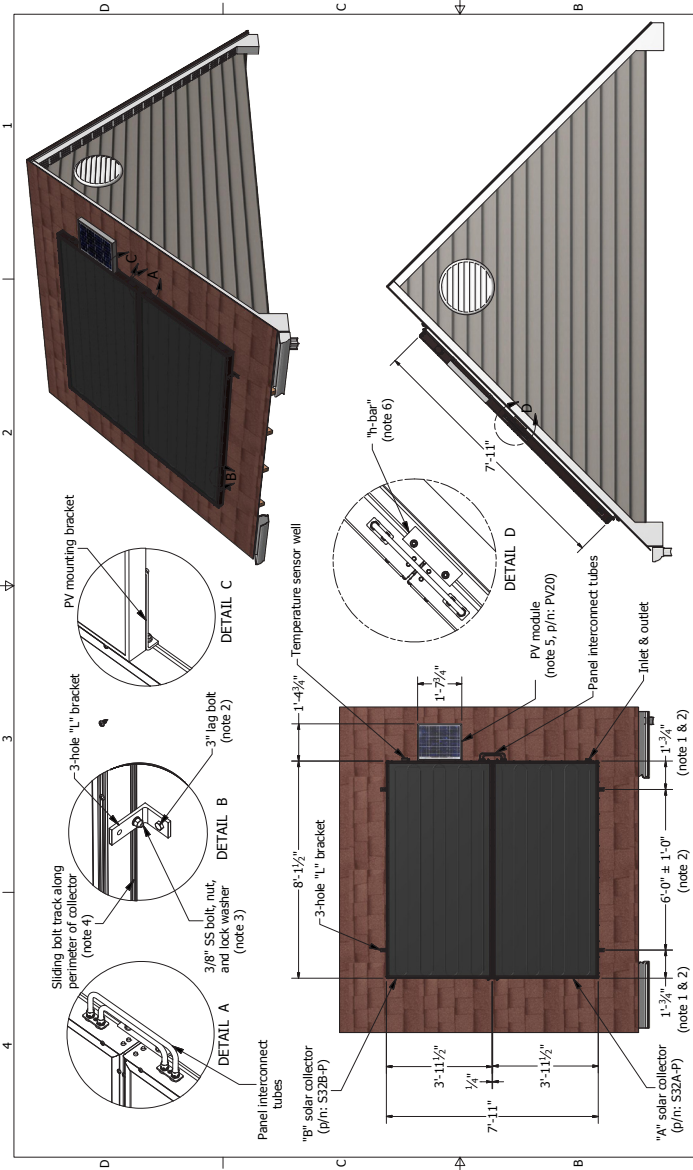 4
3
2
1
D
D
C
C
B
B
Sliding bolt track along
perimeter of collector
(note 4)
Panel interconnect
tubes
DETAIL A
3-hole "L" bracket
3/8" SS bolt, nut,
and lock washer
(note 3)
3" lag bolt
(note 2)
DETAIL B
PV mounting bracket
DETAIL C
B
A
C
"B" solar collector
(p/n: S32B-P)
3-hole "L" bracket
8'-1½"
1'-4¾"
Temperature sensor well
1'-7¾"
PV module
(note 5, p/n: PV20)
Panel interconnect tubes
Inlet & outlet
3'-11½"
¼"
3'-11½"
7'-11"
"A" solar collector
(p/n: S32A-P)
1'-¾"
(note 1 & 2)
6'-0" ± 1'-0"
(note 2)
1'-¾"
(note 1 & 2)
"h-bar"
(note 6)
DETAIL D
7'-11"
D